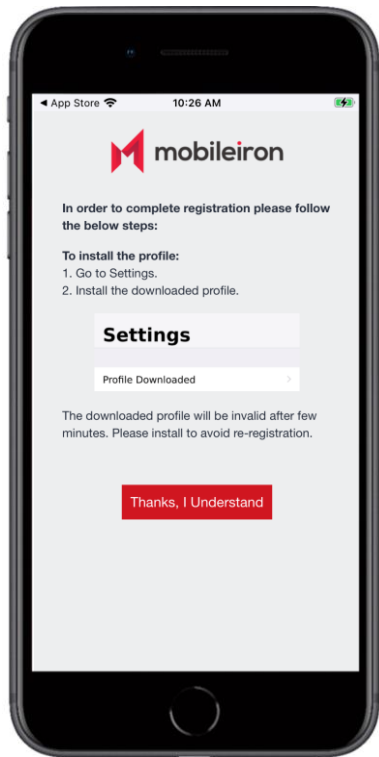 App Store
10:26 AM
mobileiron
In order to complete registration please follow
the below steps:
To install the profile:
1. Go to Settings.
2. Install the downloaded profile.
Settings
Profile Downloaded
The downloaded profile will be invalid after few
minutes. Please install to avoid re-registration.
Thanks, I Understand